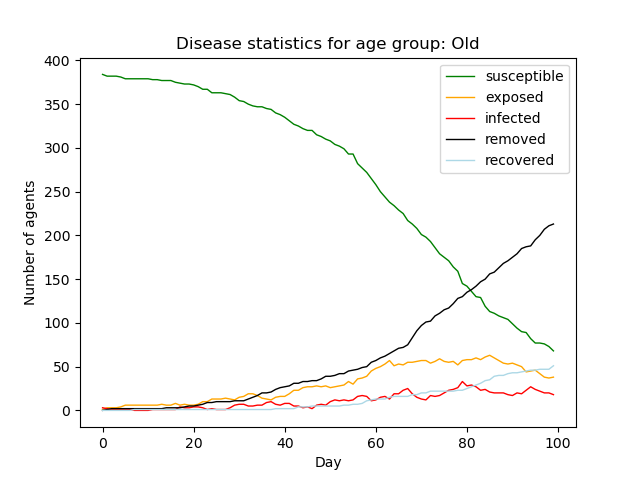 Disease statistics for age group: Old
400
350
300
250
200
150
100
50
0
Number of agents
susceptible
exposed
infected
removed
recovered
0 20 40 60 80 100
Day